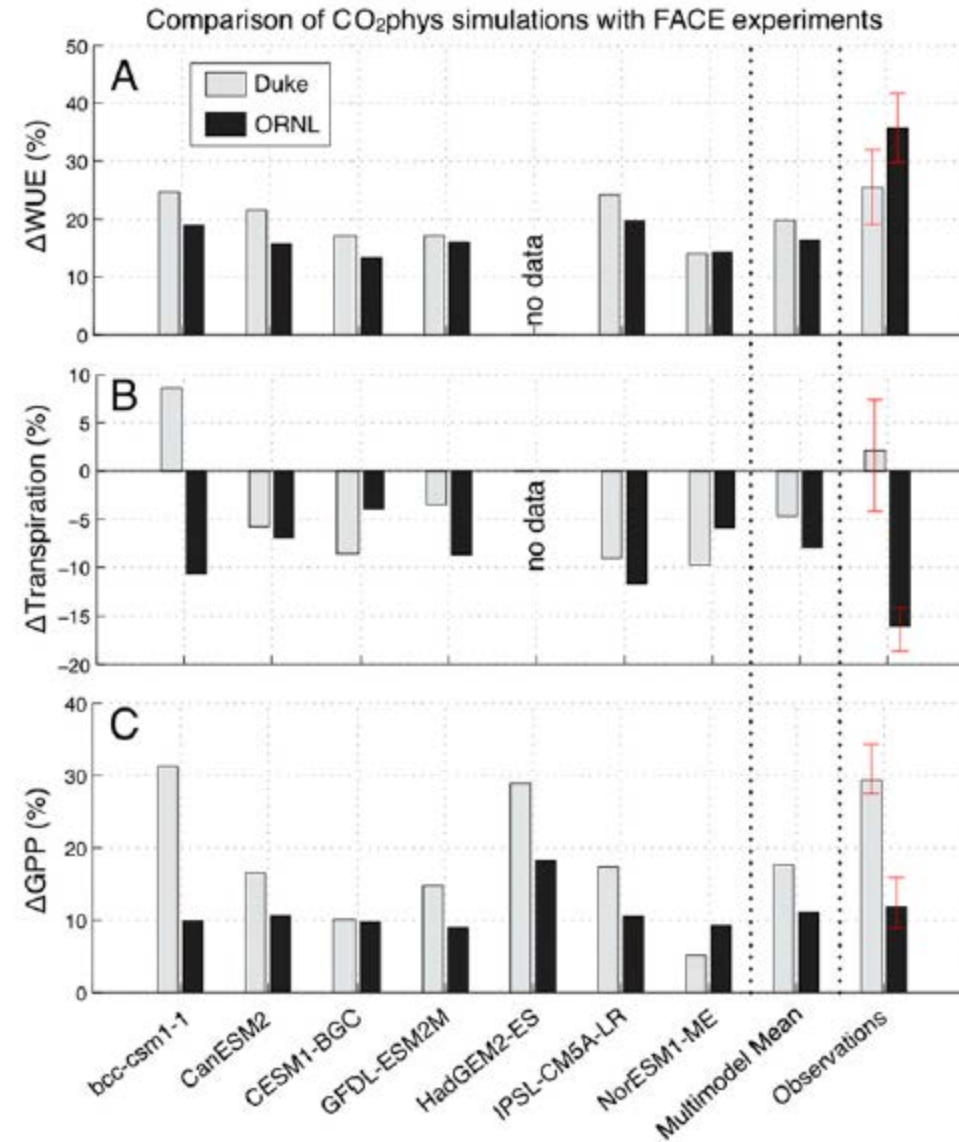 Comparison of CO₂phys simulations with FACE experiments
A
Duke
ORNL
ΔWUE (%)
50
40
30
20
10
0
no data
B
ΔTranspiration (%)
10
5
0
−5
−10
−15
−20
no data
C
ΔGPP (%)
40
30
20
10
0
bcc-csm1-1
CanESM2
CESM1-BGC
GFDL-ESM2M
HadGEM2-ES
IPSL-CM5A-LR
NorESM1-ME
Multimodel Mean
Observations